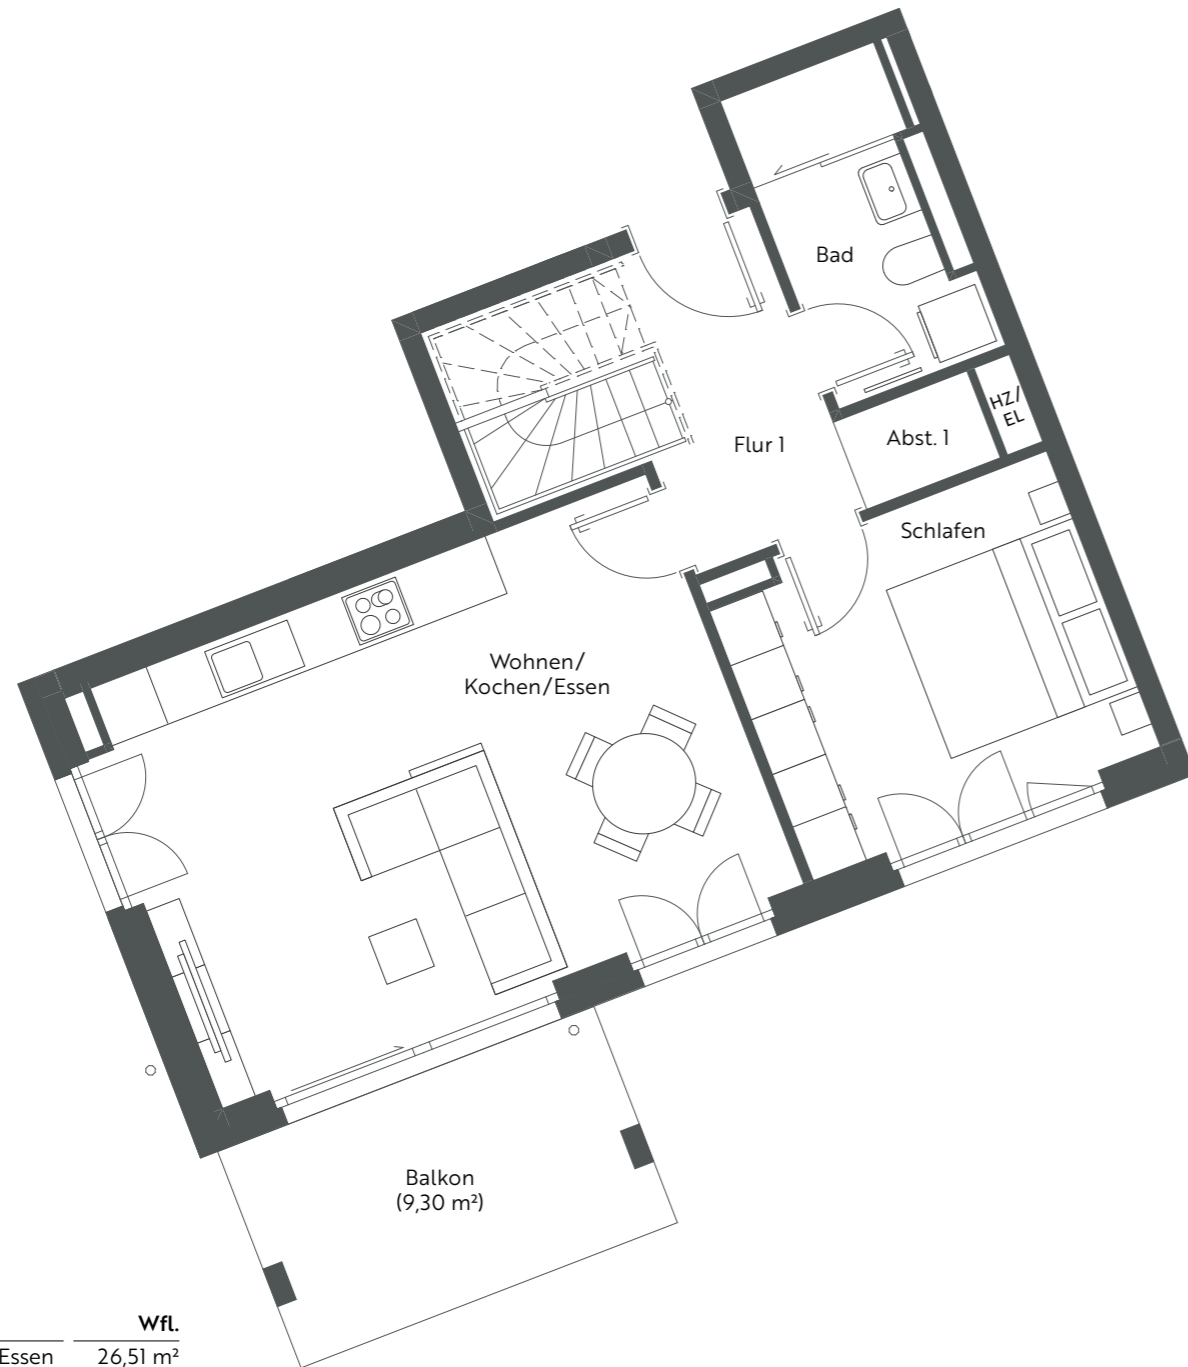 Bad
HZ/
EL
Flur 1
Abst. 1
Schlafen
Wohnen/
Kochen/Essen
Balkon
(9,30 m²)
Wfl.
Essen 26,51 m²